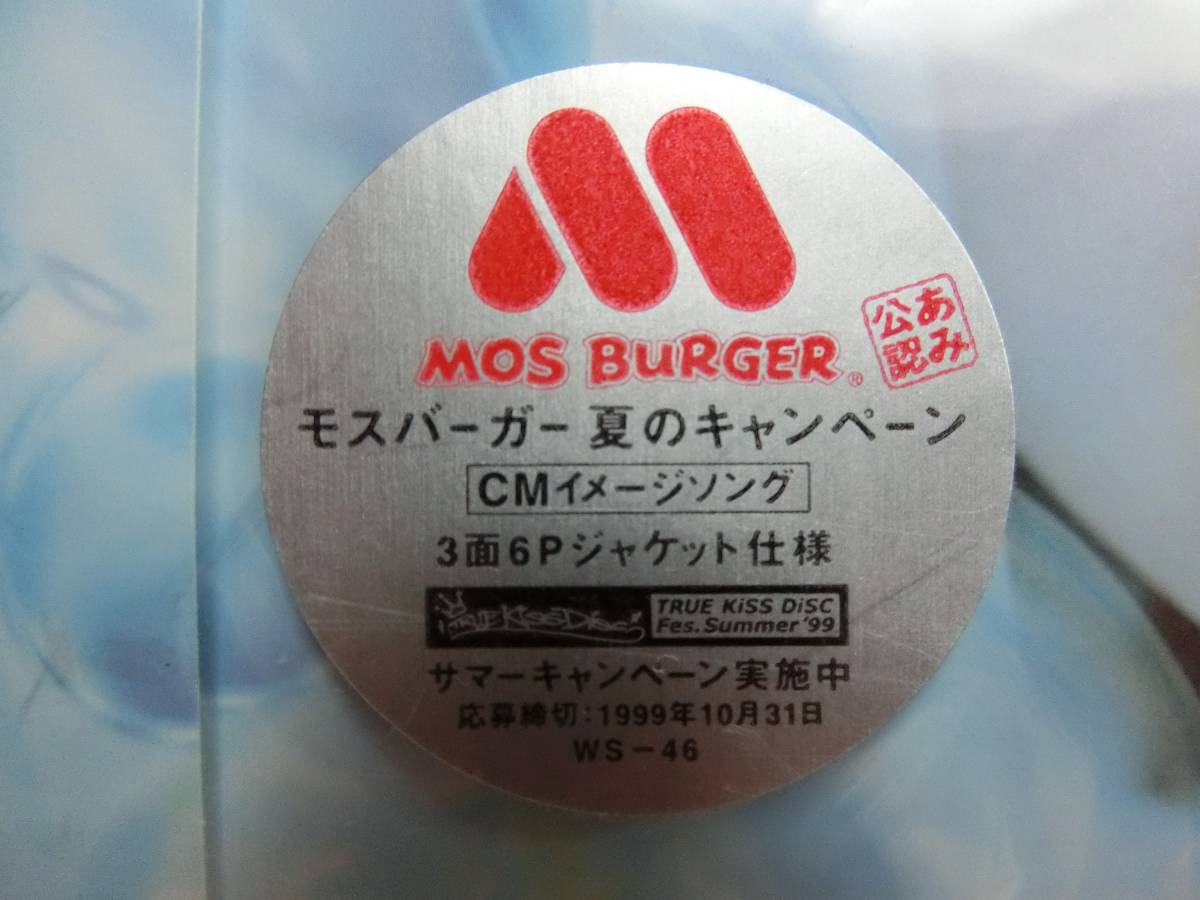 MOS BURGER®
あみ
公認
モスバーガー 夏のキャンペーン
CMイメージソング
3面6Pジャケット仕様
TRUE KiSS DiSC
TRUE KiSS DiSC
Fes. Summer '99
サマーキャンペーン実施中
応募締切：1999年10月31日
WS－46